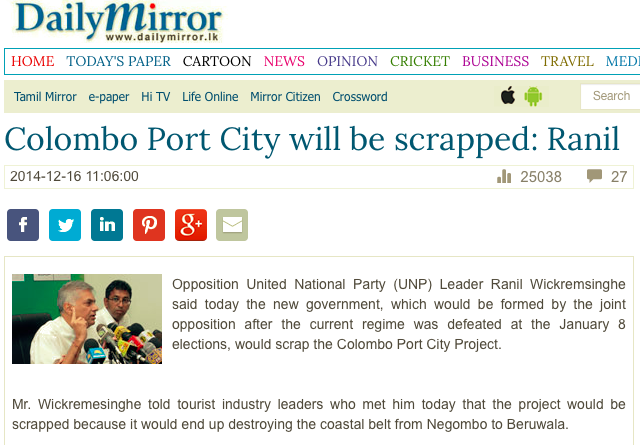 DailyMirror
www.dailymirror.lk
HOME TODAY'S PAPER CARTOON NEWS OPINION CRICKET BUSINESS TRAVEL MEDI
Tamil Mirror e-paper Hi TV Life Online Mirror Citizen Crossword Search
Colombo Port City will be scrapped: Ranil
2014-12-16 11:06:00 25038 27
Opposition United National Party (UNP) Leader Ranil Wickremsinghe
said today the new government, which would be formed by the joint
opposition after the current regime was defeated at the January 8
elections, would scrap the Colombo Port City Project.
Mr. Wickremesinghe told tourist industry leaders who met him today that the project would be
scrapped because it would end up destroying the coastal belt from Negombo to Beruwala.